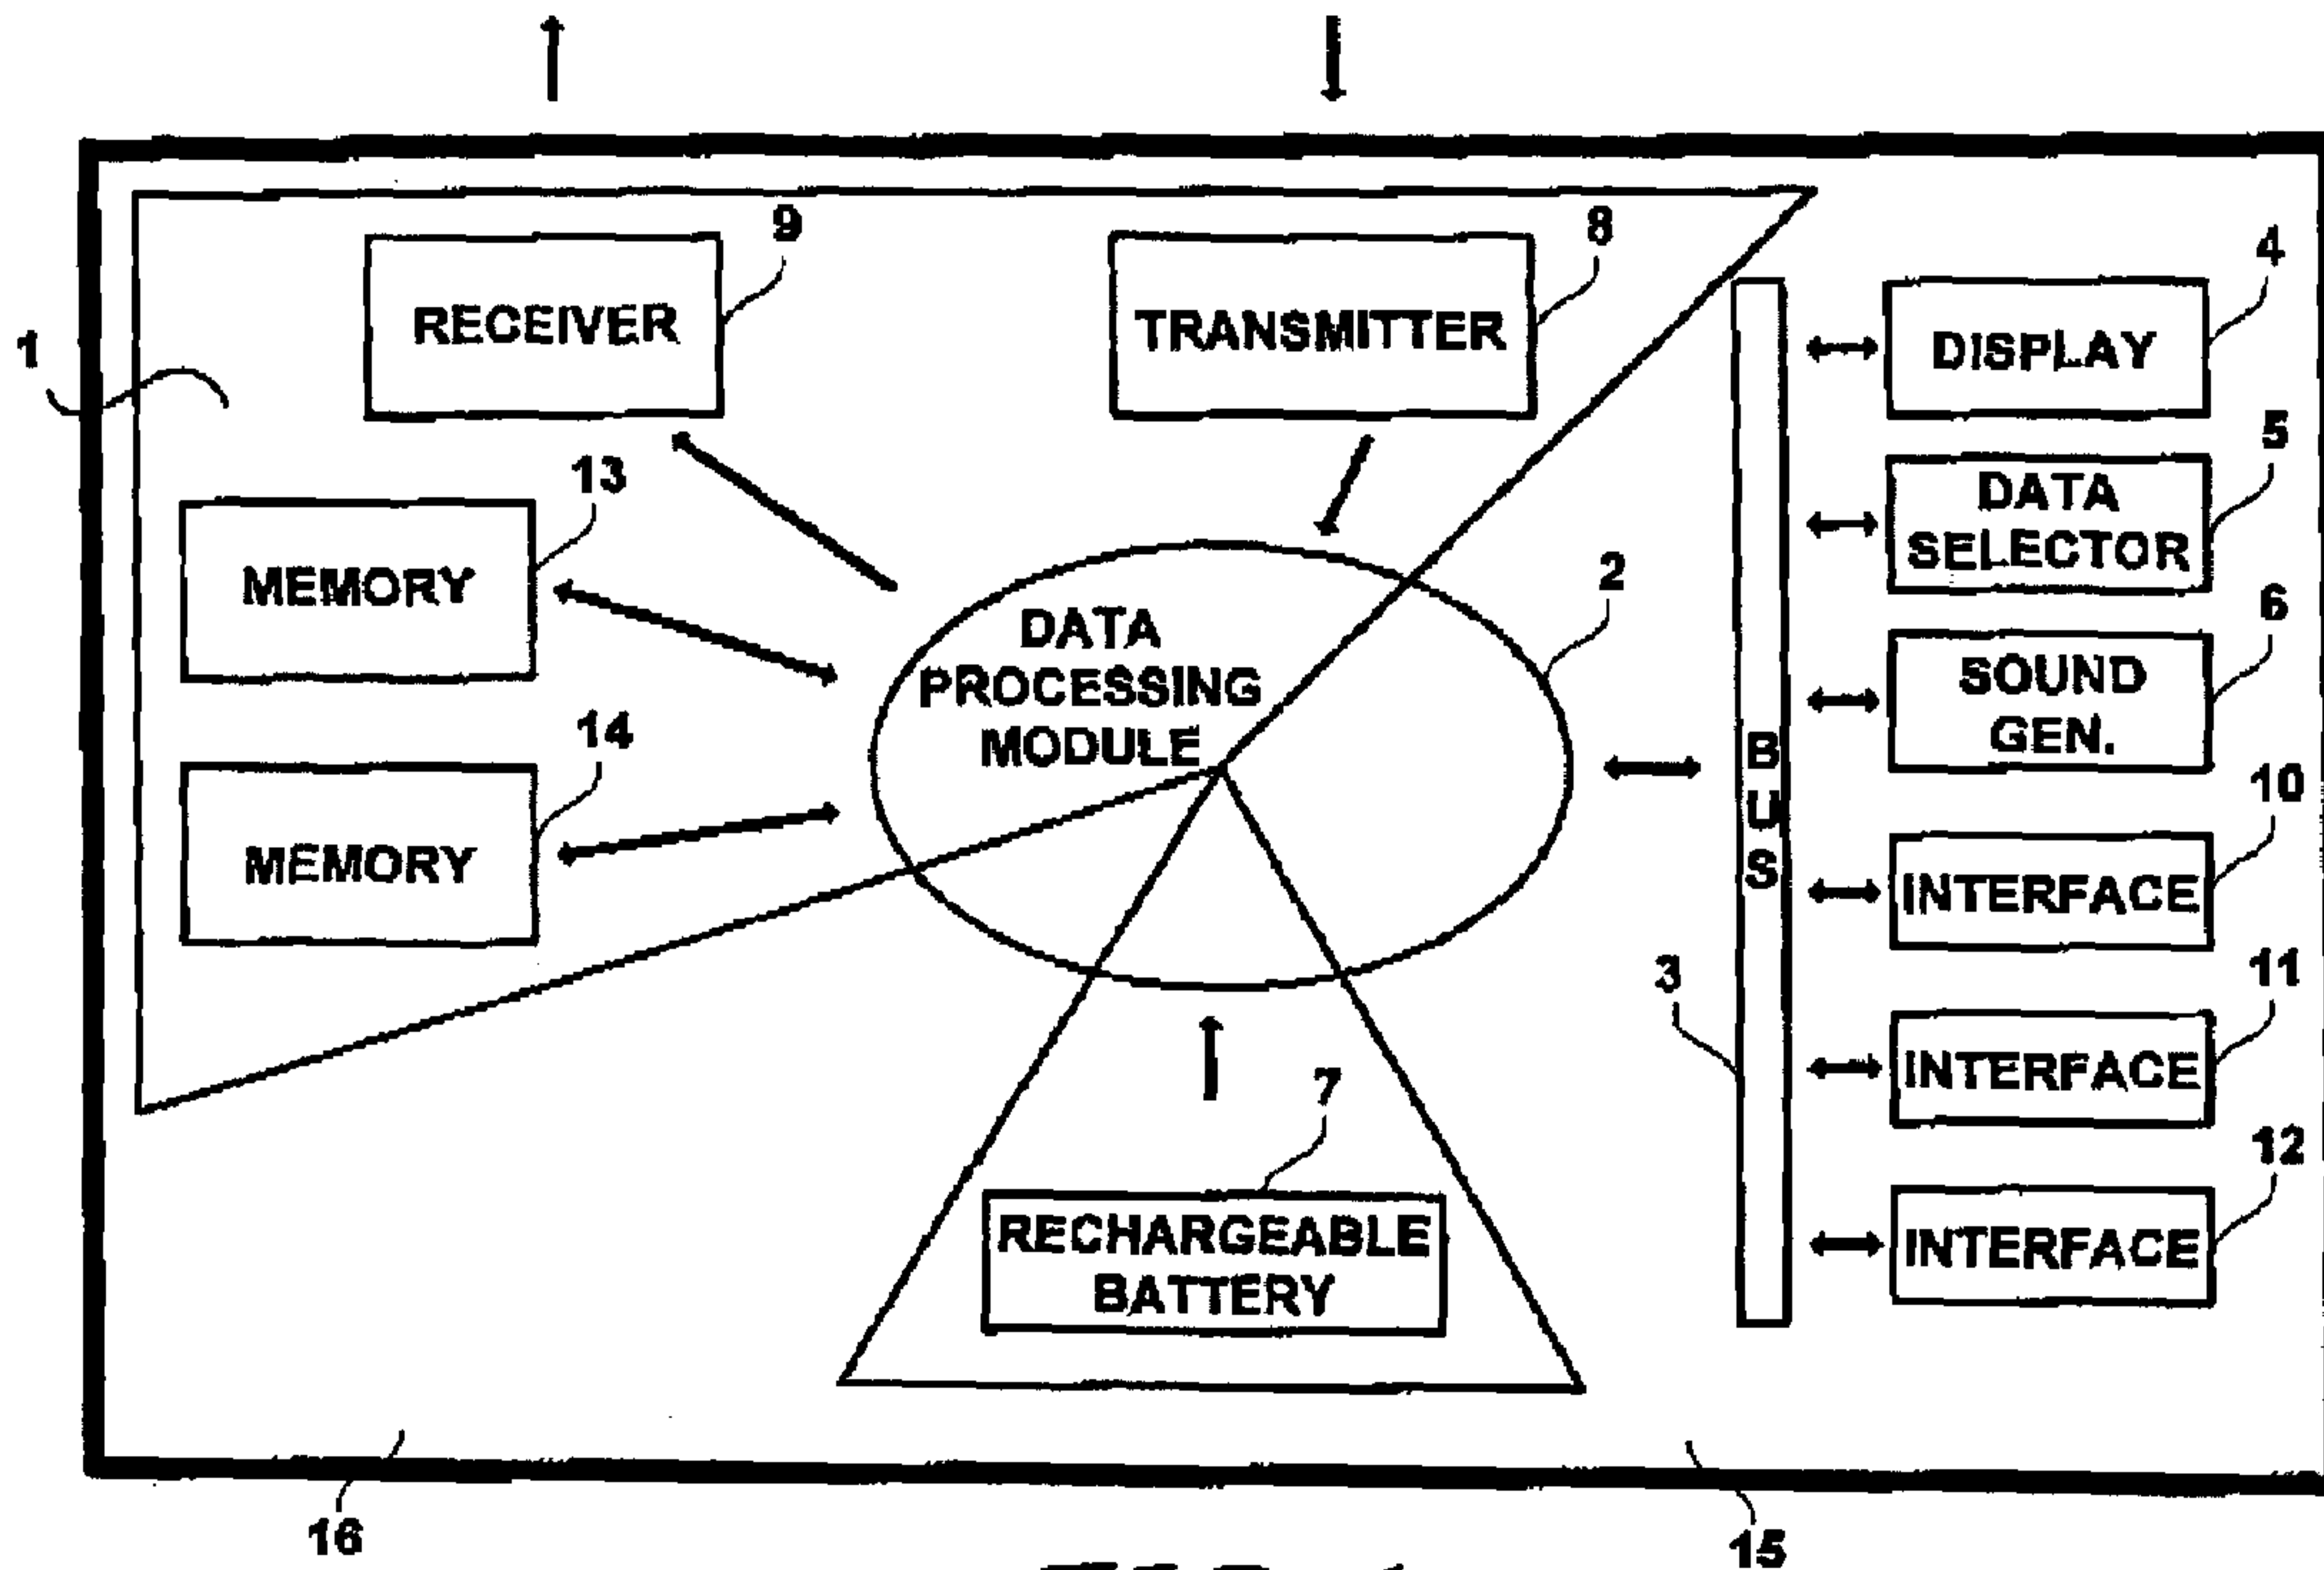 9
8
4
RECEIVER
TRANSMITTER
DISPLAY
1
5
13
DATA
SELECTOR
MEMORY
2
6
DATA
PROCESSING
MODULE
SOUND
GEN.
14
B
U
S
10
MEMORY
INTERFACE
3
11
INTERFACE
7
12
RECHARGEABLE
BATTERY
INTERFACE
16
15